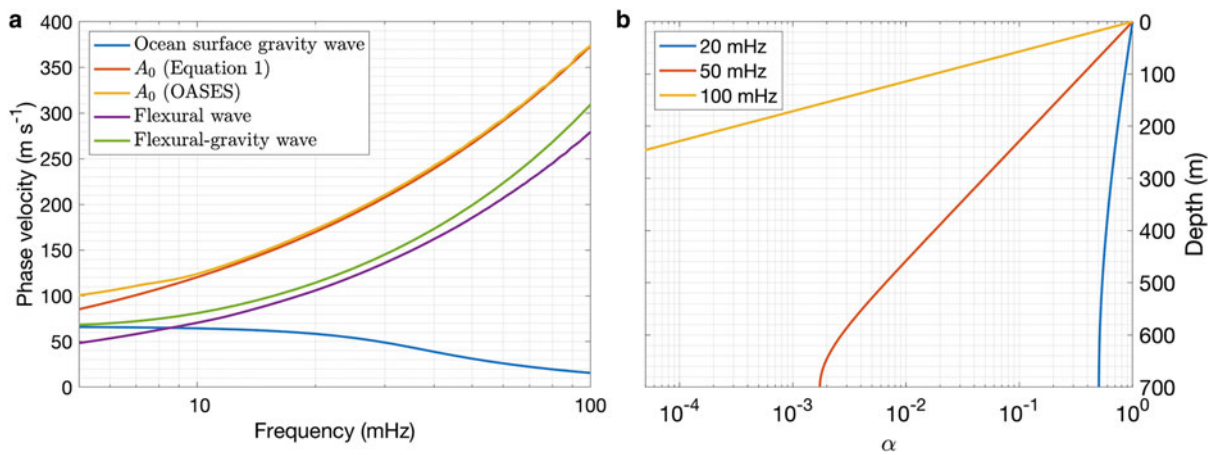 a
Ocean surface gravity wave
A₀ (Equation 1)
A₀ (OASES)
Flexural wave
Flexural-gravity wave
400
350
300
250
200
150
100
50
0
Phase velocity (m s⁻¹)
10
100
Frequency (mHz)
b
20 mHz
50 mHz
100 mHz
0
100
200
300
400
500
600
700
Depth (m)
10⁻⁴
10⁻³
10⁻²
10⁻¹
10⁰
α